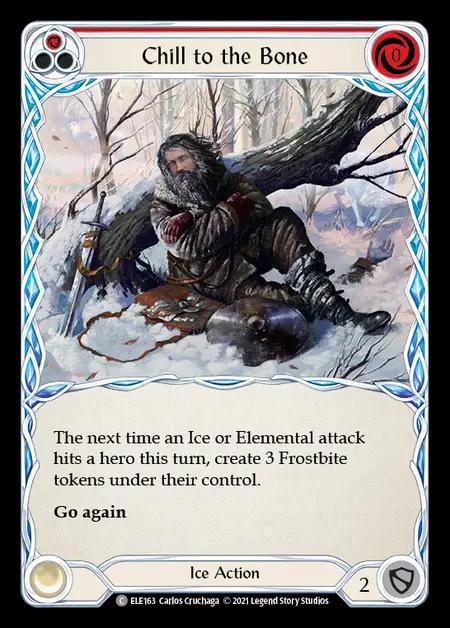 Chill to the Bone
0
The next time an Ice or Elemental attack
hits a hero this turn, create 3 Frostbite
tokens under their control.
Go again
Ice Action
2
C ELE163 Carlos Cruchaga © 2021 Legend Story Studios